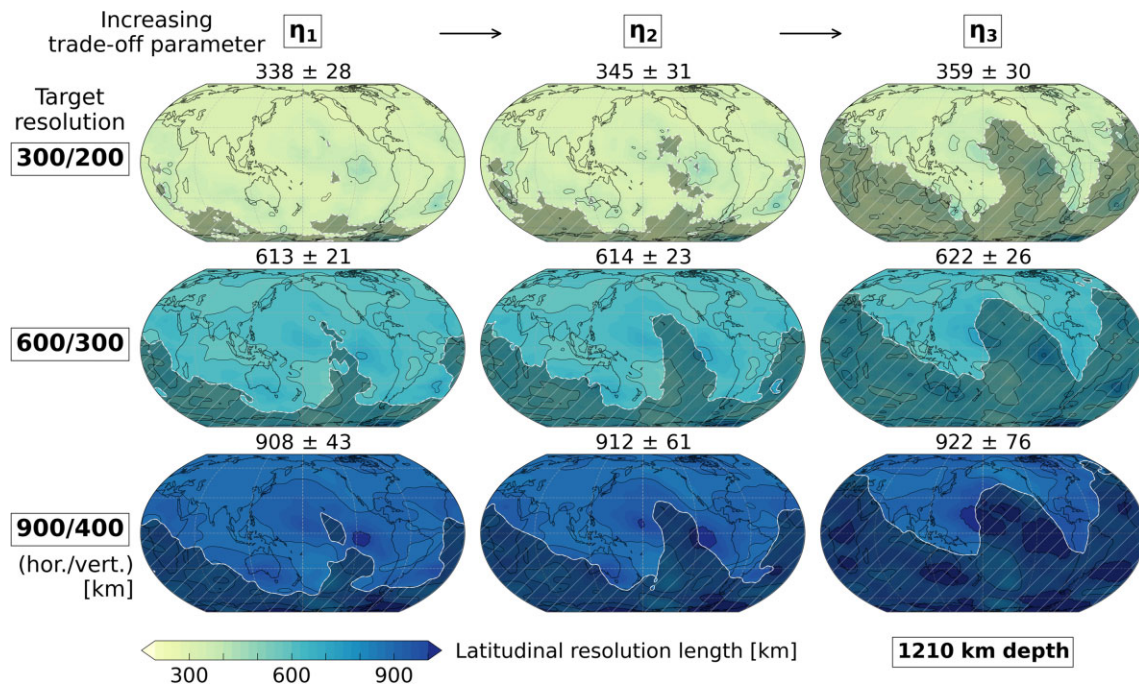 Increasing
trade-off parameter
η1
η2
η3
Target
resolution
338 ± 28
345 ± 31
359 ± 30
300/200
613 ± 21
614 ± 23
622 ± 26
600/300
908 ± 43
912 ± 61
922 ± 76
900/400
(hor./vert.)
[km]
300
600
900
Latitudinal resolution length [km]
1210 km depth